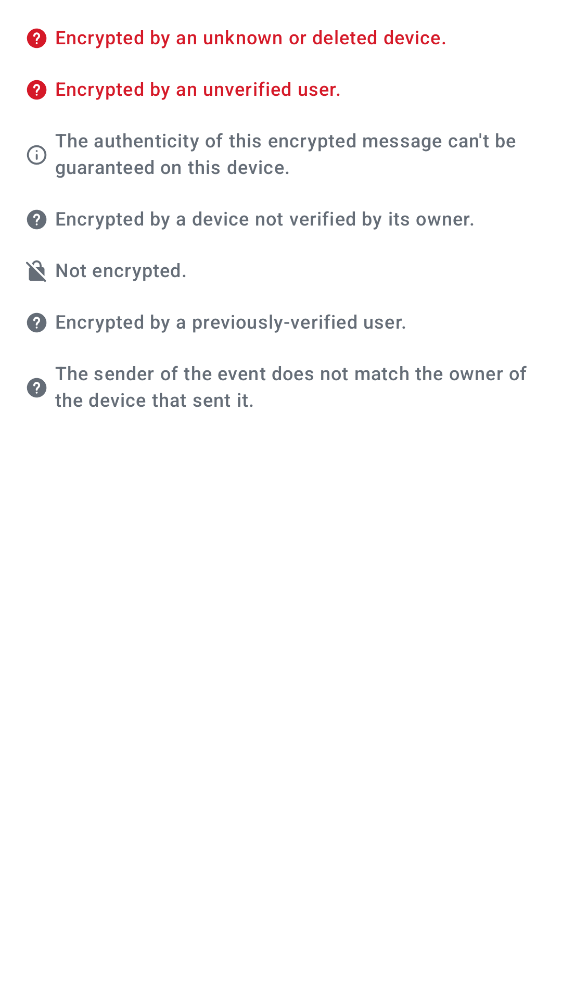 Encrypted by an unknown or deleted device.
Encrypted by an unverified user.
The authenticity of this encrypted message can't be
guaranteed on this device.
Encrypted by a device not verified by its owner.
Not encrypted.
Encrypted by a previously-verified user.
The sender of the event does not match the owner of
the device that sent it.